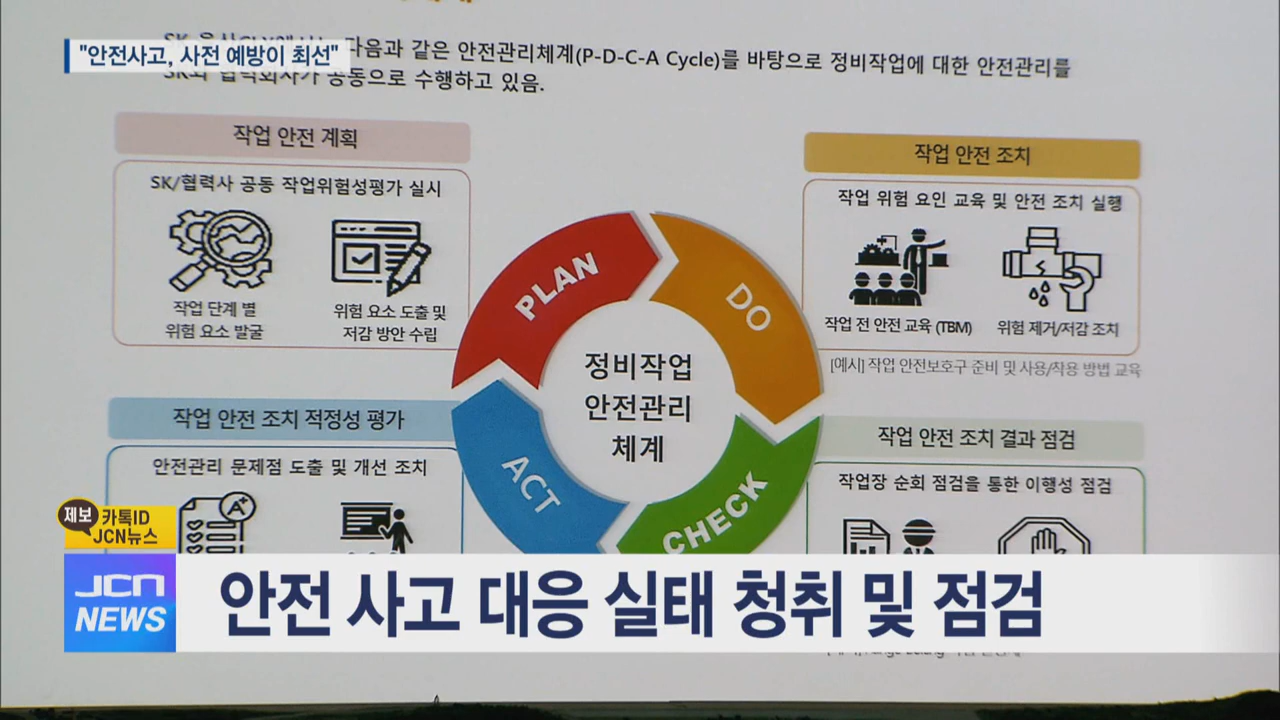 "안전사고, 사전 예방이 최선"
다음과 같은 안전관리체계(P-D-C-A Cycle)를 바탕으로 정비작업에 대한 안전관리를
공동으로 수행하고 있음.
작업 안전 계획
SK/협력사 공동 작업위험성평가 실시
작업 단계 별
위험 요소 발굴
위험 요소 도출 및
저감 방안 수립
작업 안전 조치
작업 위험 요인 교육 및 안전 조치 실행
작업 전 안전 교육 (TBM)
위험 제거/저감 조치
[예시] 작업 안전보호구 준비 및 사용/착용 방법 교육
PLAN
DO
정비작업
안전관리
체계
ACT
CHECK
작업 안전 조치 적정성 평가
안전관리 문제점 도출 및 개선 조치
A+
작업 안전 조치 결과 점검
작업장 순회 점검을 통한 이행성 점검
제보
카톡ID
JCN뉴스
JCN
NEWS
안전 사고 대응 실태 청취 및 점검